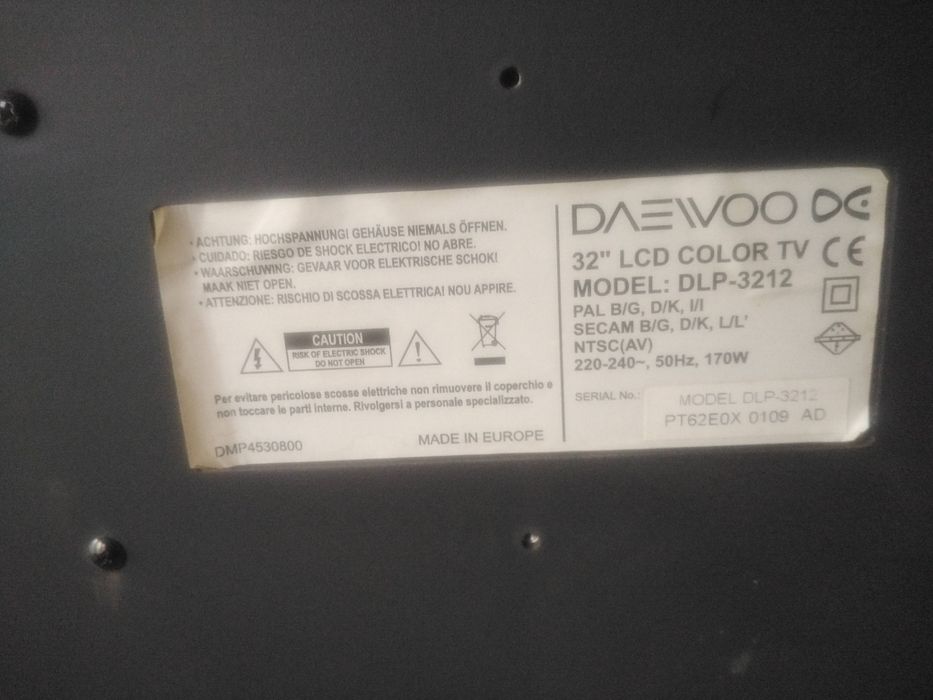 • ACHTUNG: HOCHSPANNUNG! GEHÄUSE NIEMALS ÖFFNEN.
• CUIDADO: RIESGO DE SHOCK ELECTRICO! NO ABRE.
• WAARSCHUWING: GEVAAR VOOR ELEKTRISCHE SCHOK!
MAAK NIET OPEN.
• ATTENZIONE: RISCHIO DI SCOSSA ELETTRICA! NOU APPIRE.
CAUTION
RISK OF ELECTRIC SHOCK
DO NOT OPEN
Per evitare pericolose scosse elettriche non rimuovere il coperchio e
non toccare le parti interne. Rivolgersi a personale specializzato.
DMP4530800
MADE IN EUROPE
DAEWOO
32" LCD COLOR TV
CE
MODEL: DLP-3212
PAL B/G, D/K, I/I
SECAM B/G, D/K, L/L'
NTSC(AV)
220-240~, 50Hz, 170W
SERIAL No.:
MODEL DLP-3212
PT62E0X 0109 AD